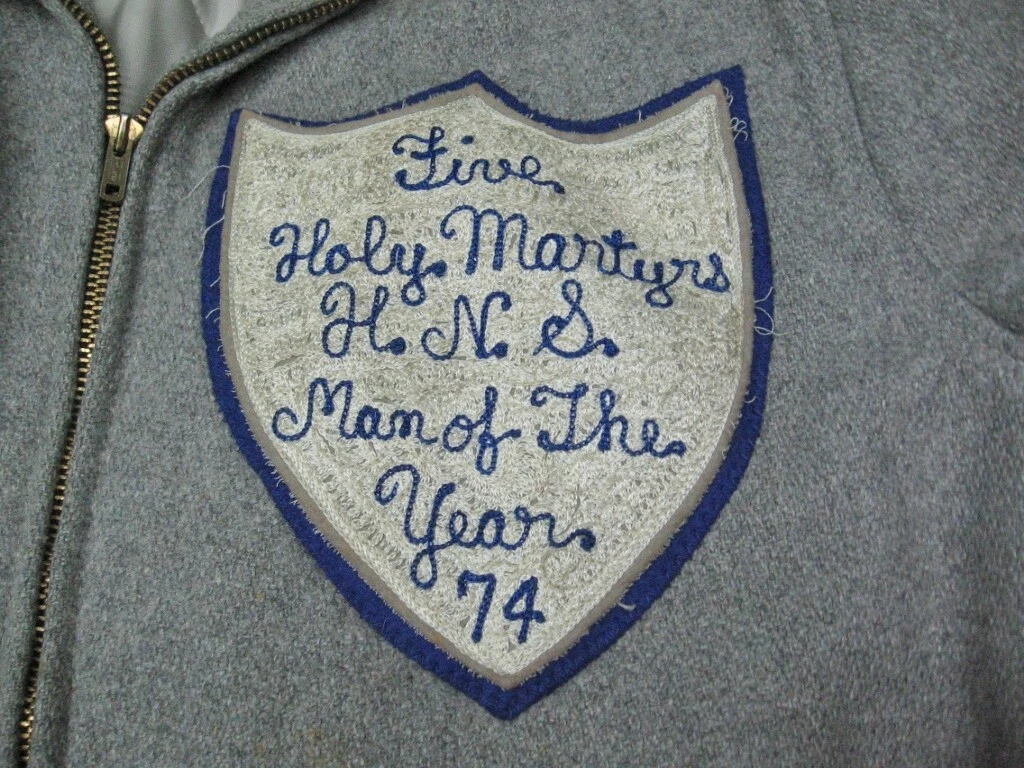 Five
Holy Martyrs
H. N. S.
Man of The
Year
74